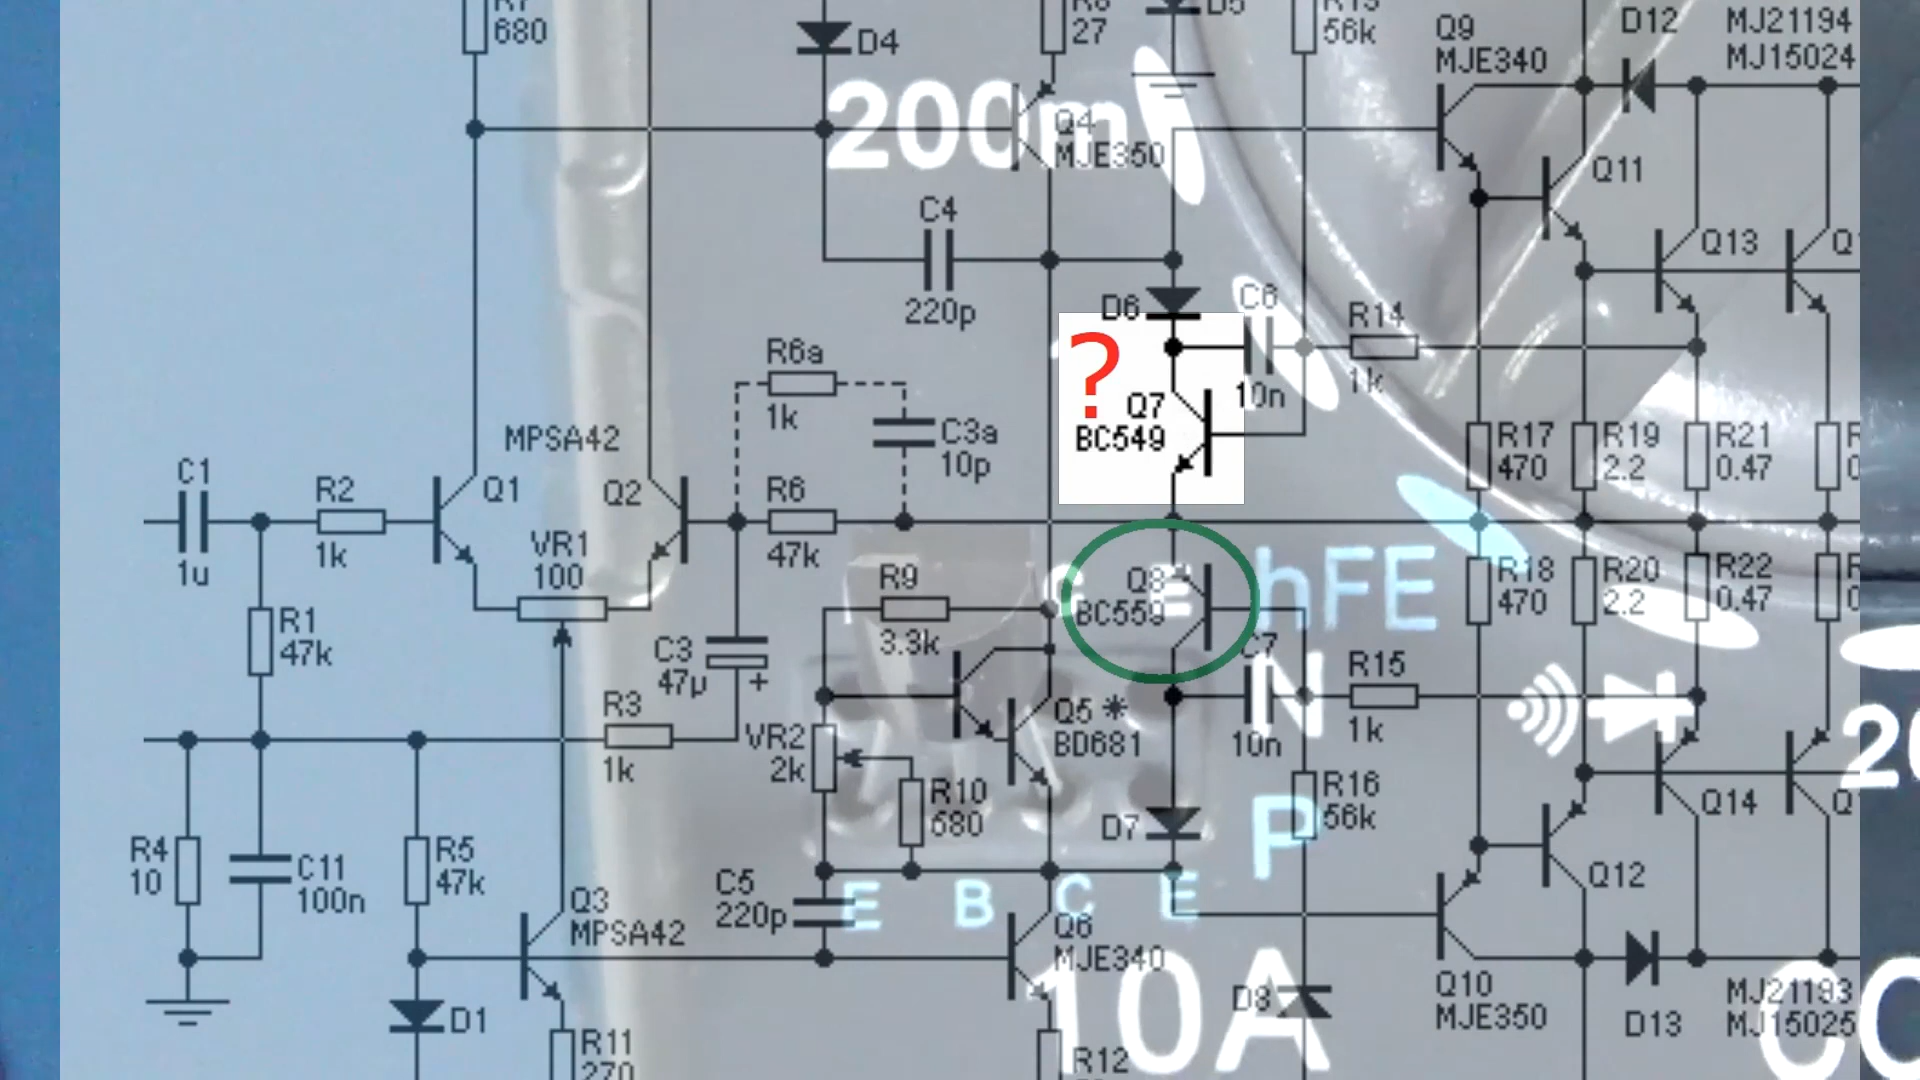 R7
680
D4
R8
27
D5
R13
56k
Q9
MJE340
D12
MJ21194
MJ15024
200m
Q4
MJE350
Q11
C4
220p
Q13
D6
C6
10n
R14
1k
?
Q7
BC549
R6a
1k
C3a
10p
MPSA42
C1
1u
R2
1k
Q1
Q2
R6
47k
VR1
100
R17
470
R19
2.2
R21
0.47
R1
47k
R9
3.3k
C E
Q8
BC559
hFE
R18
470
R20
2.2
R22
0.47
C3
47µ
+
C7
10n
N
R15
1k
R3
1k
VR2
2k
Q5 *
BD681
R10
680
D7
P
R16
56k
Q14
20
R4
10
C11
100n
R5
47k
C5
220p
E B C E
Q12
Q3
MPSA42
Q6
MJE340
D1
10A
D8
Q10
MJE350
D13
MJ21193
MJ15025
R11
270
R12